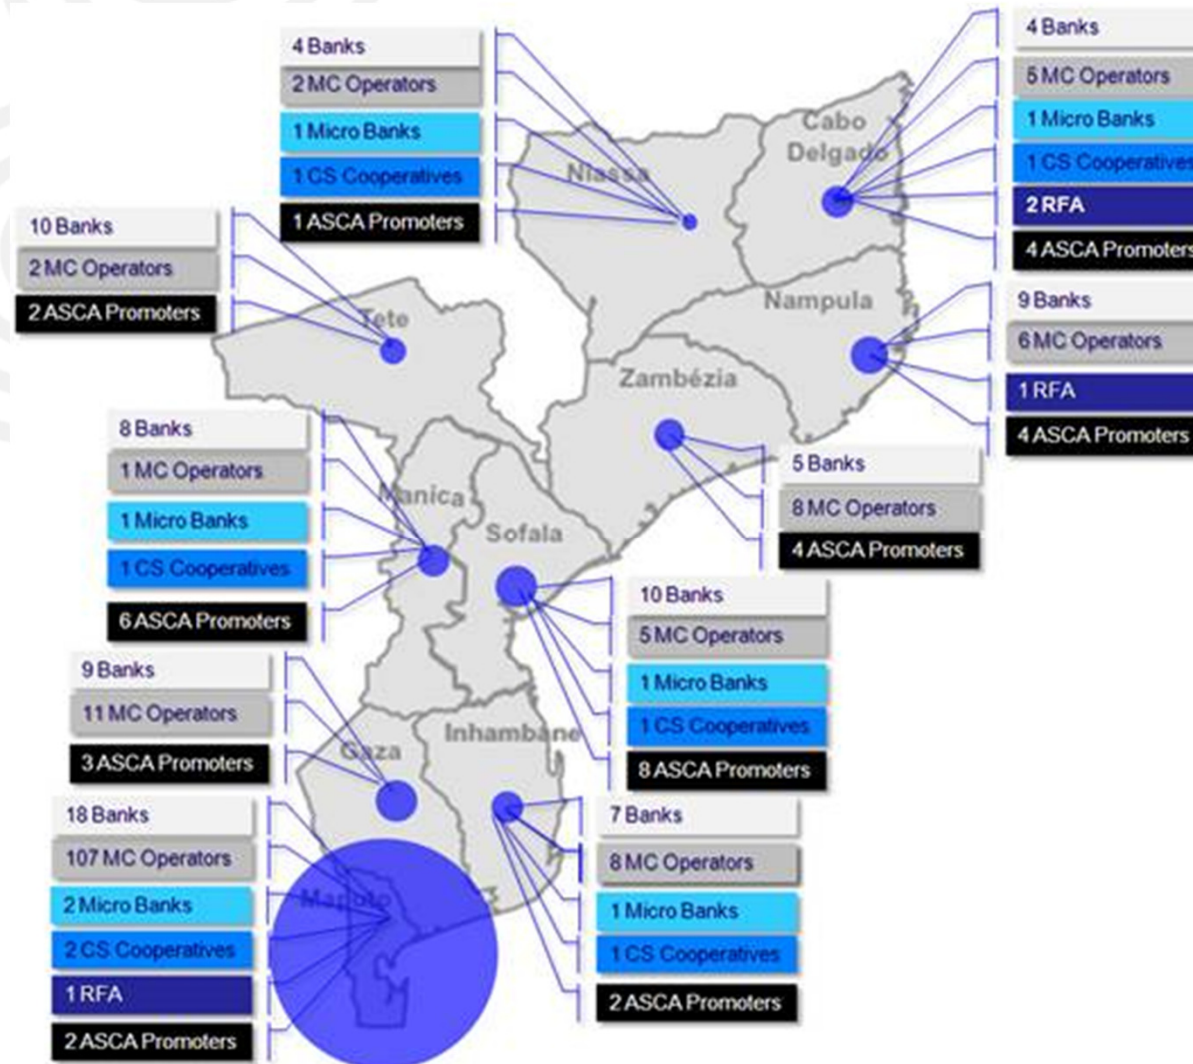 4 Banks
2 MC Operators
1 Micro Banks
1 CS Cooperatives
1 ASCA Promoters
4 Banks
5 MC Operators
1 Micro Banks
1 CS Cooperatives
2 RFA
4 ASCA Promoters
Cabo
Delgado
Niassa
10 Banks
2 MC Operators
2 ASCA Promoters
Tete
Nampula
9 Banks
6 MC Operators
1 RFA
4 ASCA Promoters
Zambézia
5 Banks
8 MC Operators
4 ASCA Promoters
8 Banks
1 MC Operators
1 Micro Banks
1 CS Cooperatives
6 ASCA Promoters
Manica
Sofala
10 Banks
5 MC Operators
1 Micro Banks
1 CS Cooperatives
8 ASCA Promoters
9 Banks
11 MC Operators
3 ASCA Promoters
Gaza
Inhambane
18 Banks
107 MC Operators
2 Micro Banks
2 CS Cooperatives
1 RFA
2 ASCA Promoters
Maputo
7 Banks
8 MC Operators
1 Micro Banks
1 CS Cooperatives
2 ASCA Promoters